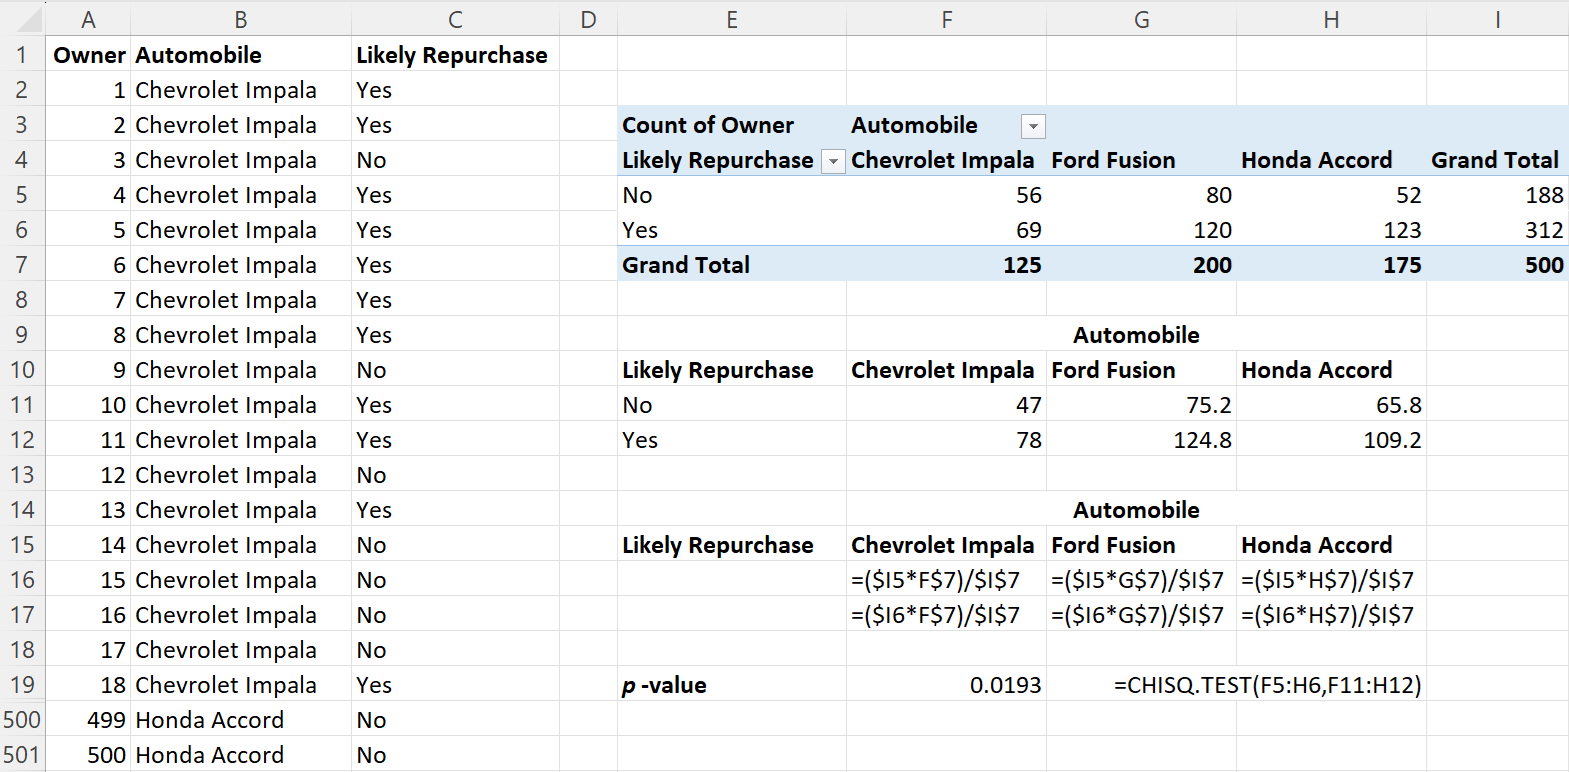 A B C D E F G H I
1 Owner Automobile Likely Repurchase
2 1 Chevrolet Impala Yes
3 2 Chevrolet Impala Yes Count of Owner Automobile
4 3 Chevrolet Impala No Likely Repurchase Chevrolet Impala Ford Fusion Honda Accord Grand Total
5 4 Chevrolet Impala Yes No 56 80 52 188
6 5 Chevrolet Impala Yes Yes 69 120 123 312
7 6 Chevrolet Impala Yes Grand Total 125 200 175 500
8 7 Chevrolet Impala Yes
9 8 Chevrolet Impala Yes Automobile
10 9 Chevrolet Impala No Likely Repurchase Chevrolet Impala Ford Fusion Honda Accord
11 10 Chevrolet Impala Yes No 47 75.2 65.8
12 11 Chevrolet Impala Yes Yes 78 124.8 109.2
13 12 Chevrolet Impala No
14 13 Chevrolet Impala Yes Automobile
15 14 Chevrolet Impala No Likely Repurchase Chevrolet Impala Ford Fusion Honda Accord
16 15 Chevrolet Impala No =($I5*F$7)/$I$7 =($I5*G$7)/$I$7 =($I5*H$7)/$I$7
17 16 Chevrolet Impala No =($I6*F$7)/$I$7 =($I6*G$7)/$I$7 =($I6*H$7)/$I$7
18 17 Chevrolet Impala No
19 18 Chevrolet Impala Yes p -value 0.0193 =CHISQ.TEST(F5:H6,F11:H12)
500 499 Honda Accord No
501 500 Honda Accord No